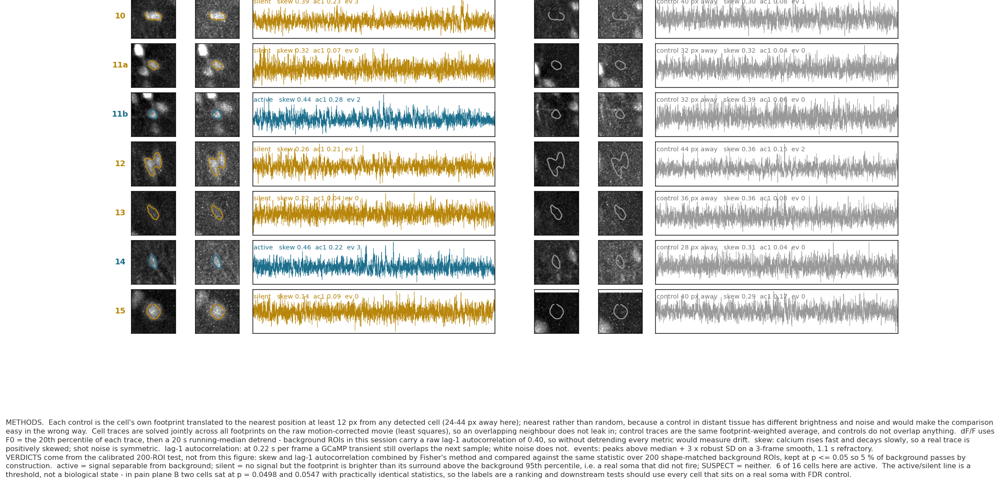 silent skew 0.39 ac1 0.23 ev 3
control 40 px away skew 0.30 ac1 0.08 ev 1
10
silent skew 0.32 ac1 0.07 ev 0
control 32 px away skew 0.32 ac1 0.04 ev 0
11a
active skew 0.44 ac1 0.28 ev 2
control 32 px away skew 0.39 ac1 0.06 ev 0
11b
silent skew 0.26 ac1 0.21 ev 1
control 44 px away skew 0.36 ac1 0.15 ev 2
12
silent skew 0.22 ac1 0.04 ev 0
control 36 px away skew 0.36 ac1 0.08 ev 0
13
active skew 0.46 ac1 0.22 ev 3
control 28 px away skew 0.31 ac1 0.04 ev 0
14
silent skew 0.14 ac1 0.09 ev 0
control 40 px away skew 0.29 ac1 0.17 ev 0
15
METHODS. Each control is the cell's own footprint translated to the nearest position at least 12 px from any detected cell (24-44 px away here); nearest rather than random, because a control in distant tissue has different brightness and noise and would make the comparison
easy in the wrong way. Cell traces are solved jointly across all footprints on the raw motion-corrected movie (least squares), so an overlapping neighbour does not leak in; control traces are the same footprint-weighted average, and controls do not overlap anything. dF/F uses
F0 = the 20th percentile of each trace, then a 20 s running-median detrend - background ROIs in this session carry a raw lag-1 autocorrelation of 0.40, so without detrending every metric would measure drift. skew: calcium rises fast and decays slowly, so a real trace is
positively skewed; shot noise is symmetric. lag-1 autocorrelation: at 0.22 s per frame a GCaMP transient still overlaps the next sample; white noise does not. events: peaks above median + 3 x robust SD on a 3-frame smooth, 1.1 s refractory.
VERDICTS come from the calibrated 200-ROI test, not from this figure: skew and lag-1 autocorrelation combined by Fisher's method and compared against the same statistic over 200 shape-matched background ROIs, kept at p <= 0.05 so 5 % of background passes by
construction. active = signal separable from background; silent = no signal but the footprint is brighter than its surround above the background 95th percentile, i.e. a real soma that did not fire; SUSPECT = neither. 6 of 16 cells here are active. The active/silent line is a
threshold, not a biological state - in pain plane B two cells sat at p = 0.0498 and 0.0547 with practically identical statistics, so the labels are a ranking and downstream tests should use every cell that sits on a real soma with FDR control.